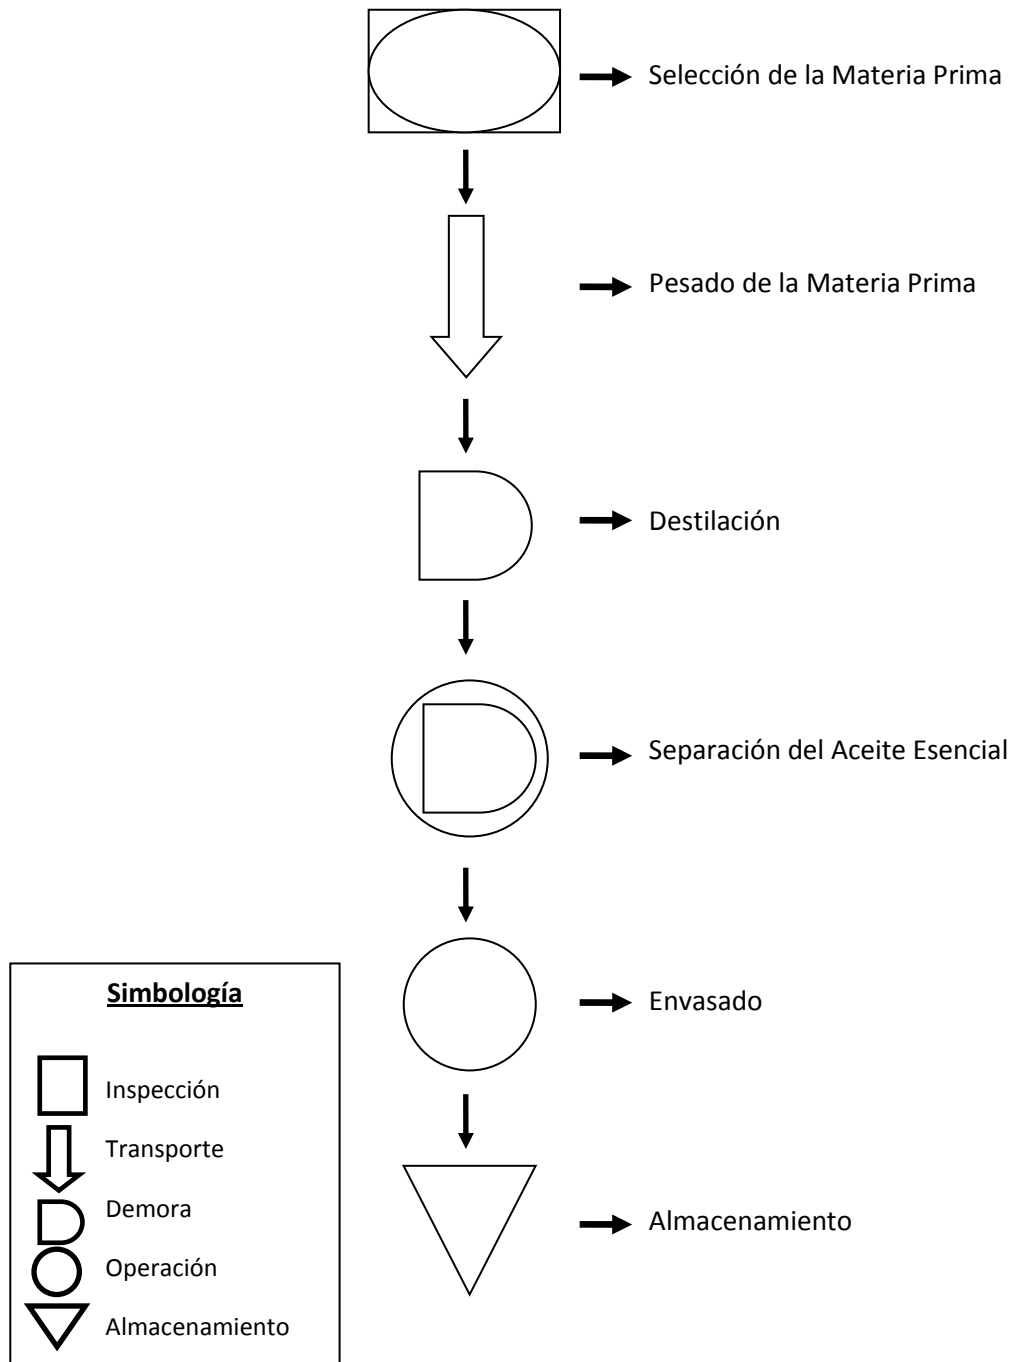 Selección de la Materia Prima
Pesado de la Materia Prima
Destilación
Separación del Aceite Esencial
Envasado
Almacenamiento
Simbología
Inspección
Transporte
Demora
Operación
Almacenamiento